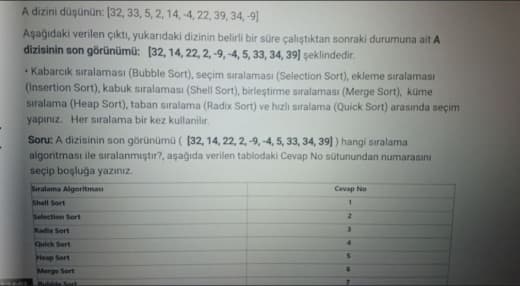 A dizini düşünün: [32, 33, 5, 2, 14, -4, 22, 39, 34, -9]
Aşağıdaki verilen çıktı, yukarıdaki dizinin belirli bir süre çalıştıktan sonraki durumuna ait A
dizisinin son görünümü: [32, 14, 22, 2, -9, -4, 5, 33, 34, 39] şeklindedir.
• Kabarcık sıralaması (Bubble Sort), seçim sıralaması (Selection Sort), ekleme sıralaması
(Insertion Sort), kabuk sıralaması (Shell Sort), birleştirme sıralaması (Merge Sort), küme
sıralama (Heap Sort), taban sıralama (Radix Sort) ve hızlı sıralama (Quick Sort) arasında seçim
yapınız. Her sıralama bir kez kullanilir.
Soru: A dizisinin son görünümü ( [32, 14, 22, 2, -9, -4, 5, 33, 34, 39] ) hangi sıralama
algoritması ile sıralanmıştır?, aşağıda verilen tablodaki Cevap No sütunundan numarasını
seçip boşluğa yazınız.
Sıralama Algoritması Cevap No
Shell Sort 1
Selection Sort 2
Radix Sort 3
Quick Sort 4
Heap Sort 5
Merge Sort 6
Bubble Sort 7